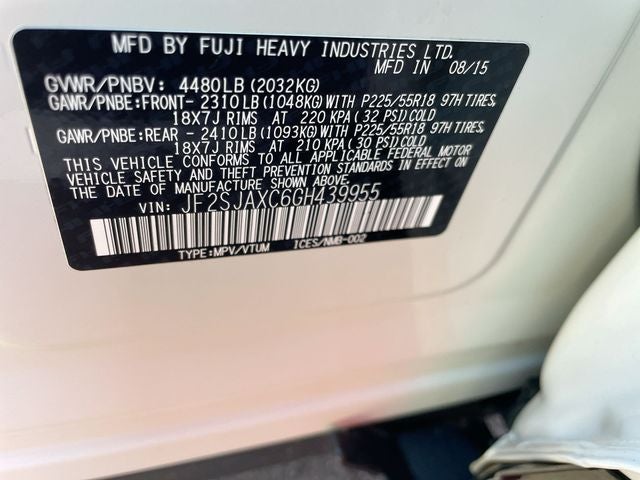 MFD BY FUJI HEAVY INDUSTRIES LTD.
MFD IN 08/15
GVWR/PNBV: 4480LB (2032KG)
GAWR/PNBE:FRONT- 2310LB (1048KG) WITH P225/55R18 97H TIRES,
18X7J RIMS AT 220 KPA (32 PSI) COLD
GAWR/PNBE:REAR - 2410LB (1093KG) WITH P225/55R18 97H TIRES,
18X7J RIMS AT 210 KPA (30 PSI) COLD
THIS VEHICLE CONFORMS TO ALL APPLICABLE FEDERAL MOTOR
VEHICLE SAFETY AND THEFT PREVENTION STANDARDS IN EFFECT ON
THE DATE OF MANUFACTURE SHOWN ABOVE.
VIN: JF2SJAXC6GH439955
TYPE:MPV/VTUM ICES/NMB-002